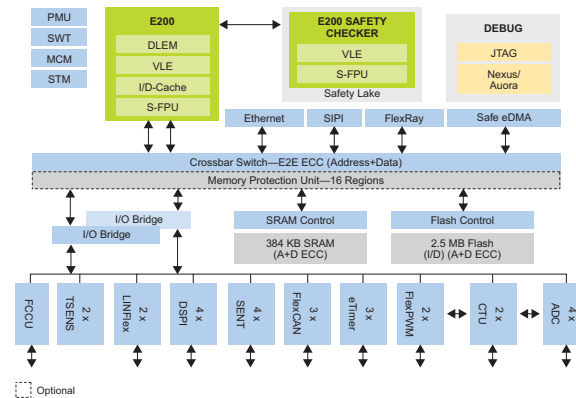 PMU
SWT
MCM
STM
E200
DLEM
VLE
I/D-Cache
S-FPU
E200 SAFETY
CHECKER
VLE
S-FPU
Safety Lake
DEBUG
JTAG
Nexus/
Auora
Ethernet
SIPI
FlexRay
Safe eDMA
Crossbar Switch—E2E ECC (Address+Data)
Memory Protection Unit—16 Regions
I/O Bridge
I/O Bridge
SRAM Control
384 KB SRAM
(A+D ECC)
Flash Control
2.5 MB Flash
(I/D) (A+D ECC)
FCCU
2 x
TSENS
2 x
LINFlex
4 x
DSPI
4 x
SENT
3 x
FlexCAN
3 x
eTimer
2 x
FlexPWM
2 x
CTU
4 x
ADC
Optional